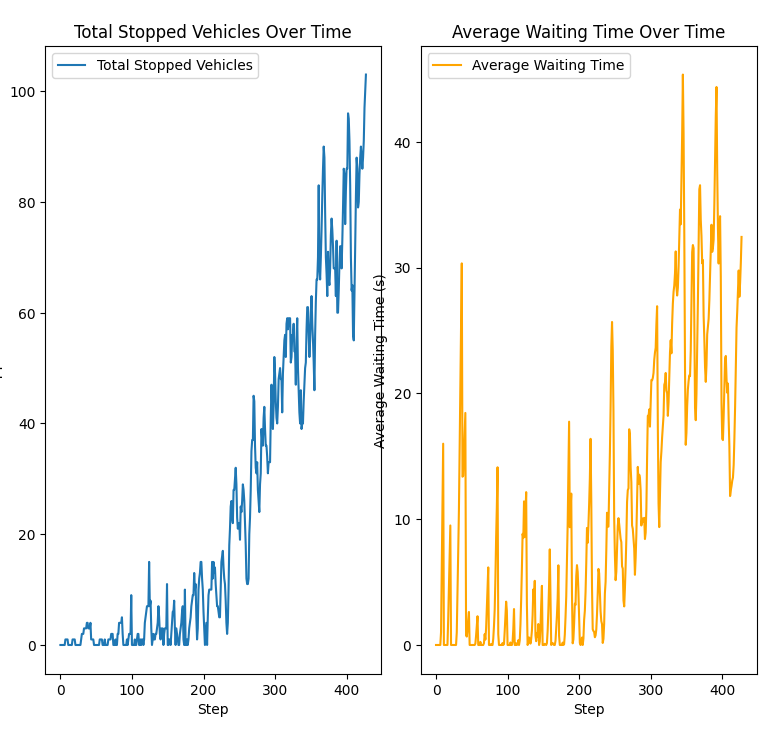 Total Stopped Vehicles Over Time
Total Stopped Vehicles
100
80
60
40
20
0
0 100 200 300 400
Step
Average Waiting Time Over Time
Average Waiting Time
Average Waiting Time (s)
40
30
20
10
0
0 100 200 300 400
Step